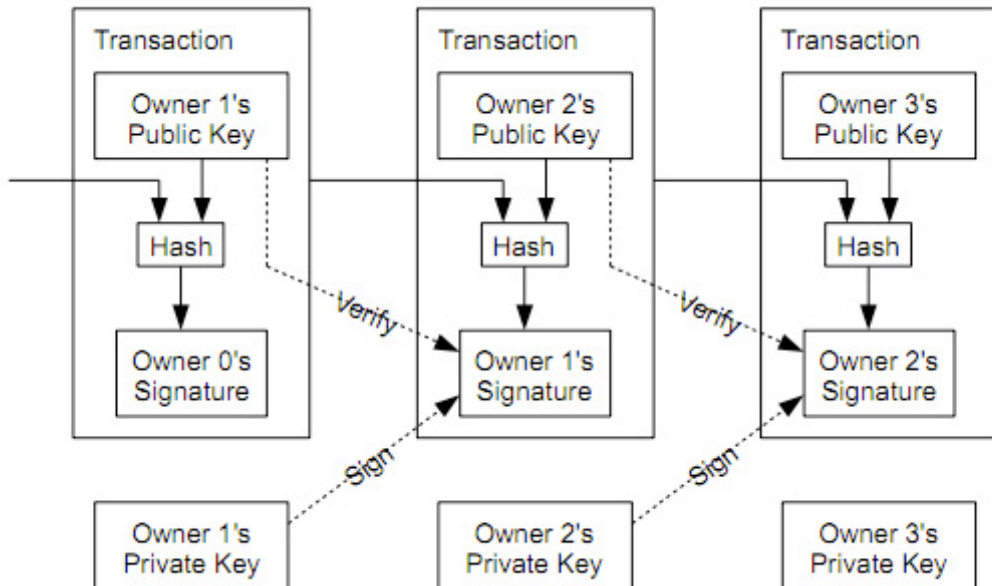 Transaction
Owner 1's
Public Key
Hash
Owner 0's
Signature
Transaction
Owner 2's
Public Key
Hash
Verify
Owner 1's
Signature
Transaction
Owner 3's
Public Key
Hash
Verify
Owner 2's
Signature
Sign
Sign
Owner 1's
Private Key
Owner 2's
Private Key
Owner 3's
Private Key